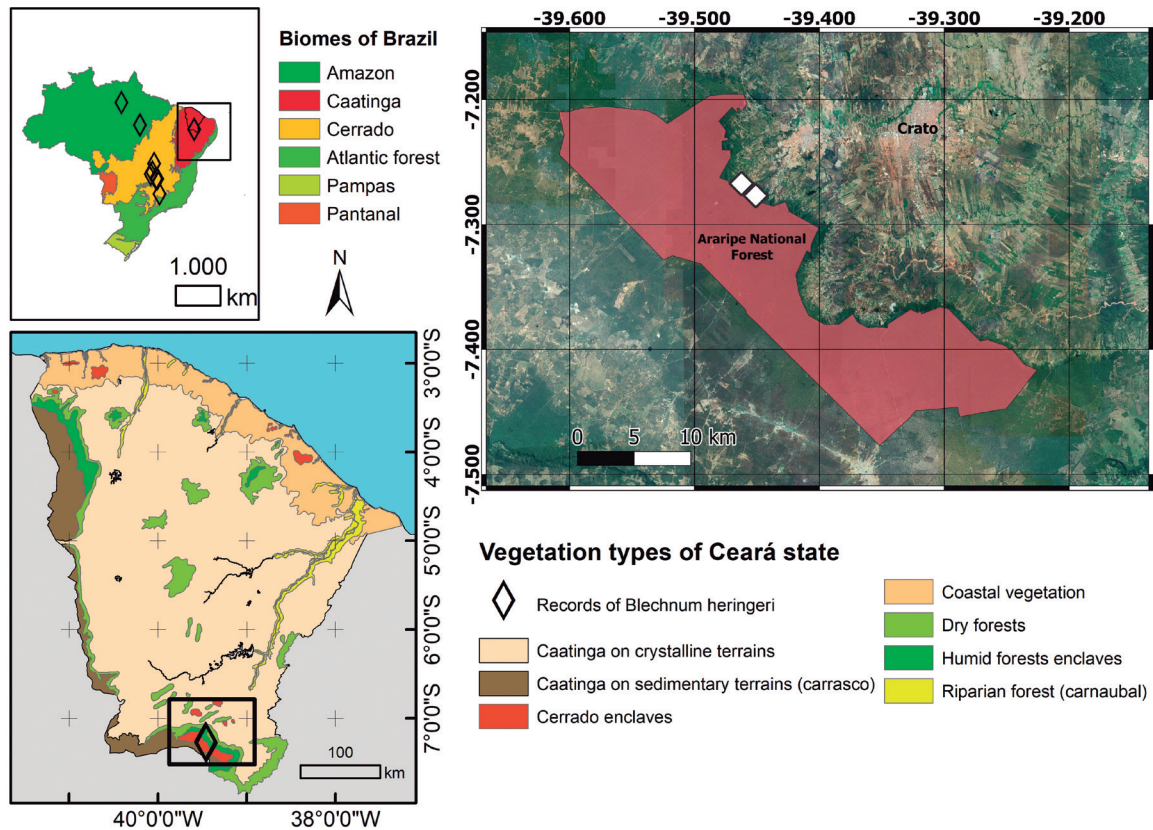 Biomes of Brazil
Amazon
Caatinga
Cerrado
Atlantic forest
Pampas
Pantanal
1.000
km
N
-39.600 -39.500 -39.400 -39.300 -39.200
-7.200
-7.300
-7.400
-7.500
Crato
Araripe National
Forest
0 5 10 km
3°0'0"S
4°0'0"S
5°0'0"S
6°0'0"S
7°0'0"S
100
km
40°0'0"W 38°0'0"W
Vegetation types of Ceará state
Records of Blechnum heringeri
Caatinga on crystalline terrains
Caatinga on sedimentary terrains (carrasco)
Cerrado enclaves
Coastal vegetation
Dry forests
Humid forests enclaves
Riparian forest (carnaubal)